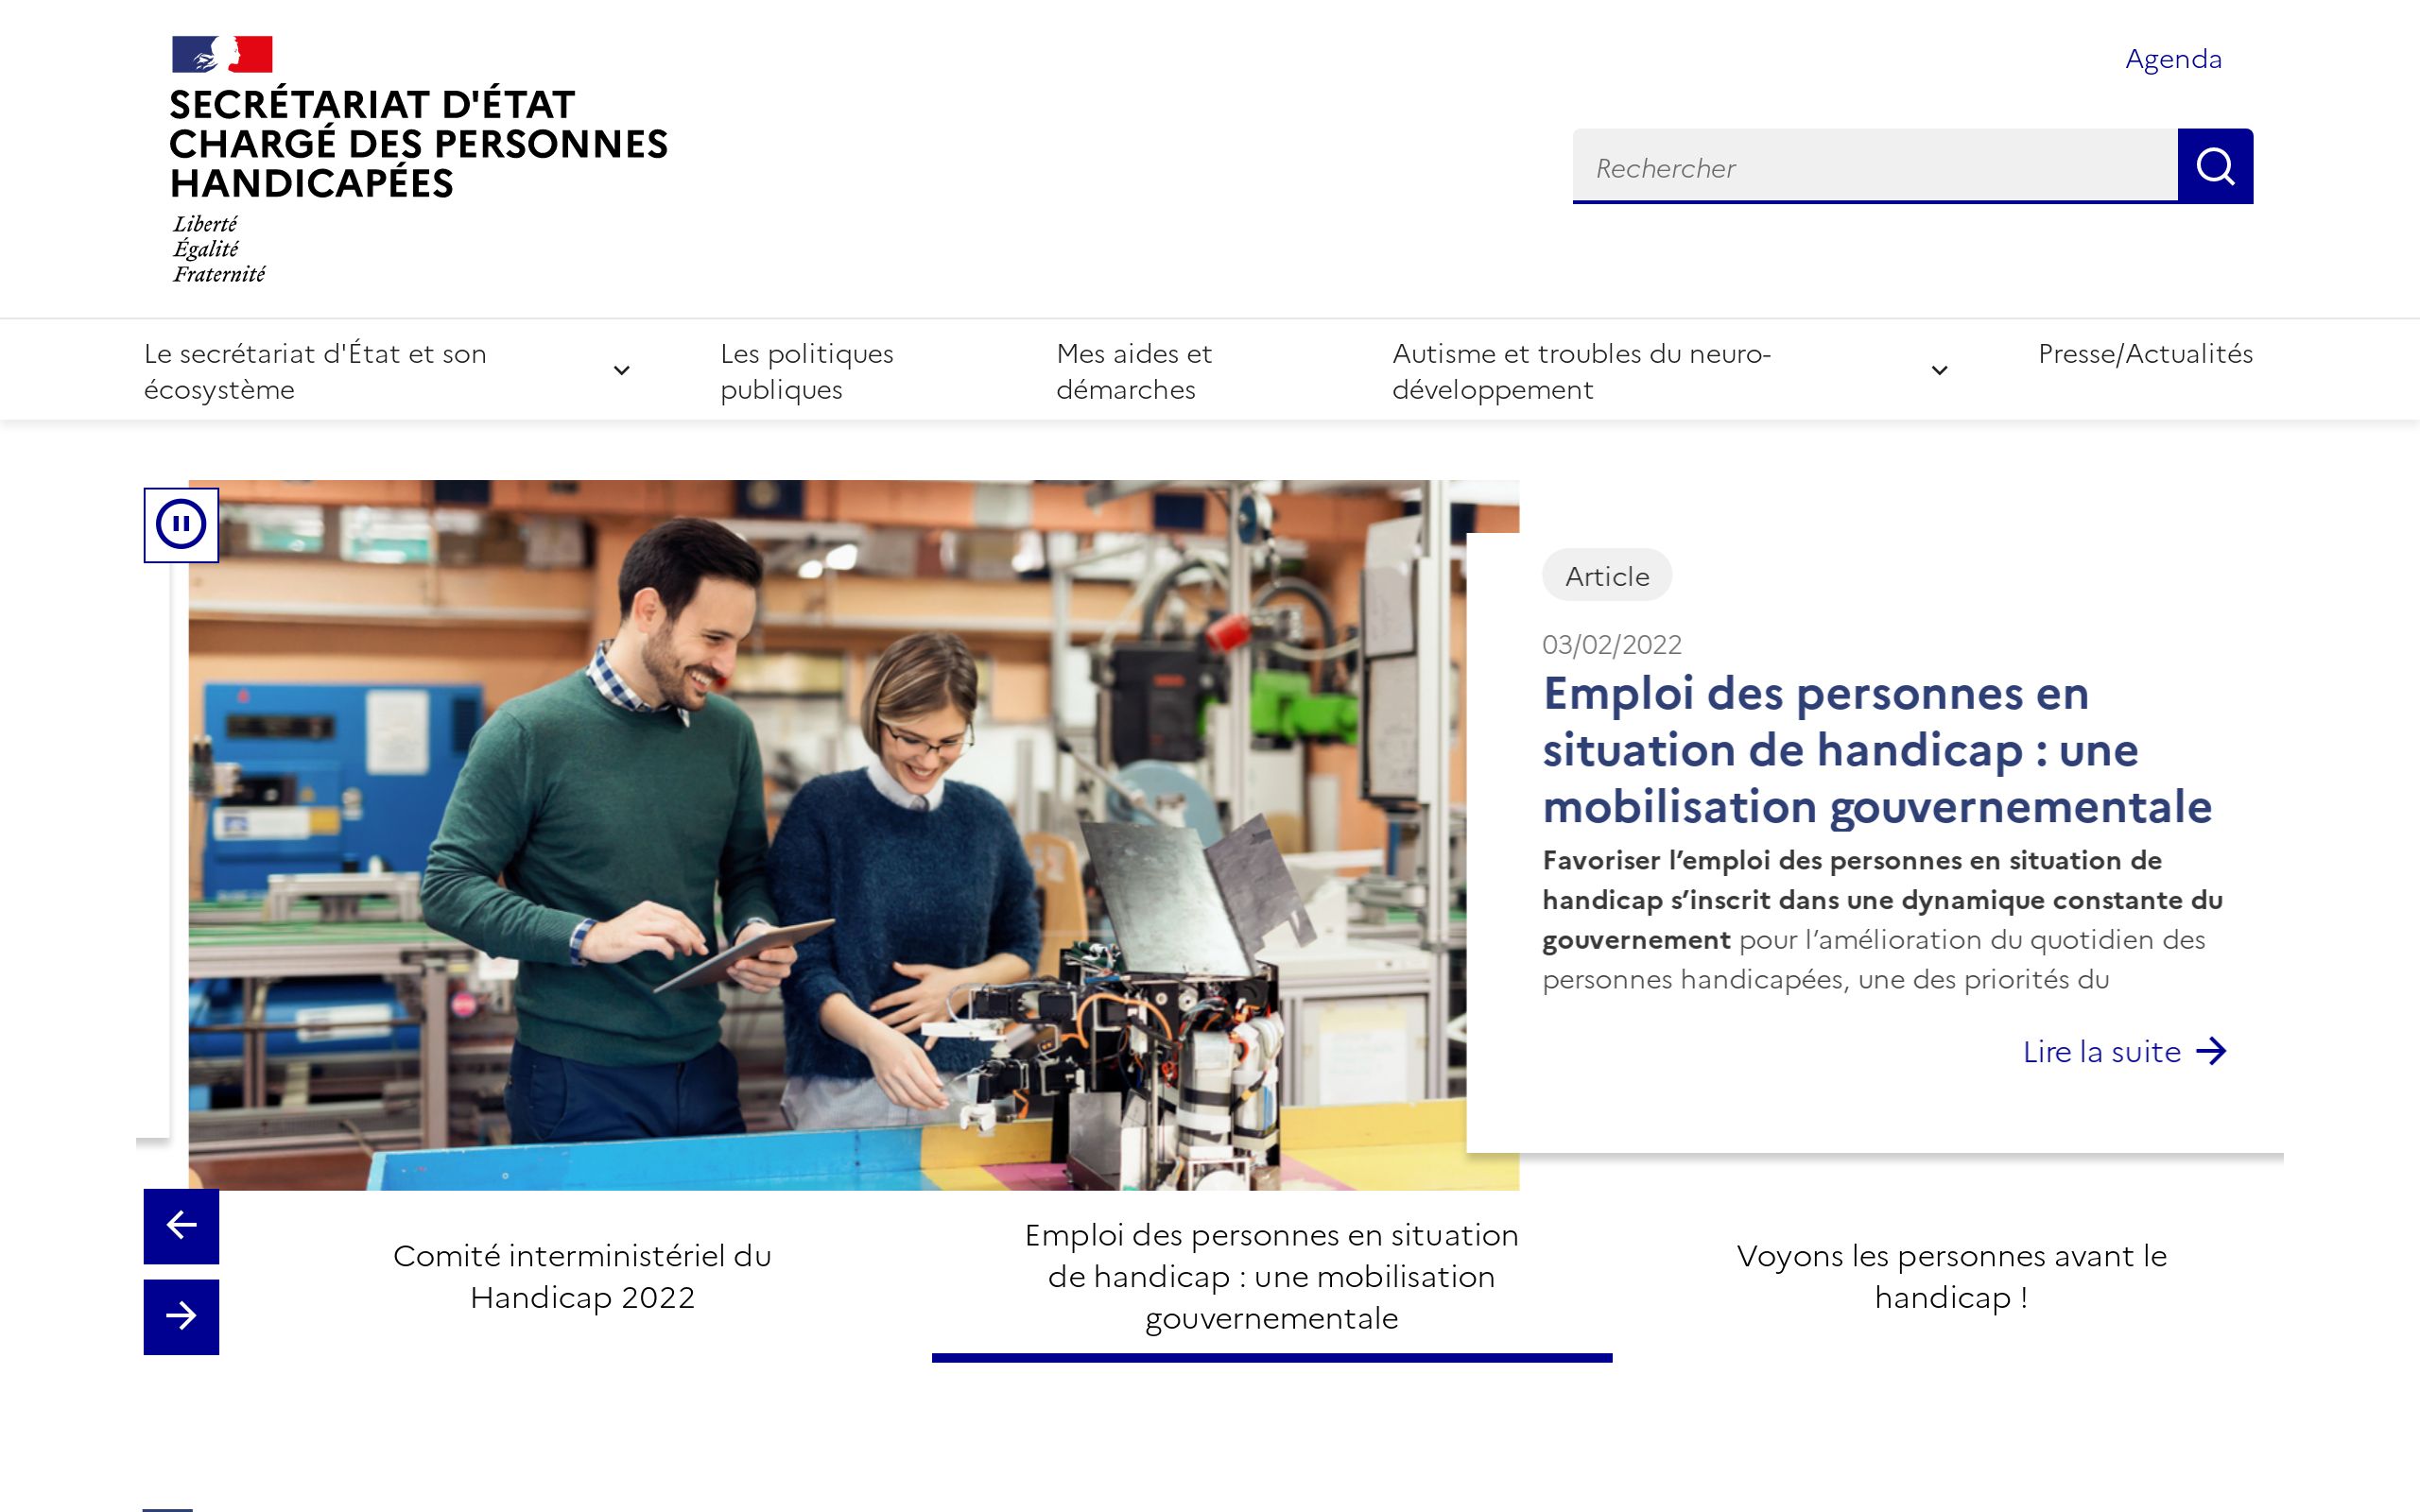 SECRÉTARIAT D'ÉTAT
CHARGÉ DES PERSONNES
HANDICAPÉES
Liberté
Égalité
Fraternité
Agenda
Rechercher
Le secrétariat d'État et son
écosystème
Les politiques
publiques
Mes aides et
démarches
Autisme et troubles du neuro-
développement
Presse/Actualités
Article
03/02/2022
Emploi des personnes en
situation de handicap : une
mobilisation gouvernementale
Favoriser l’emploi des personnes en situation de
handicap s’inscrit dans une dynamique constante du
gouvernement pour l’amélioration du quotidien des
personnes handicapées, une des priorités du
Lire la suite
Comité interministériel du
Handicap 2022
Emploi des personnes en situation
de handicap : une mobilisation
gouvernementale
Voyons les personnes avant le
handicap !